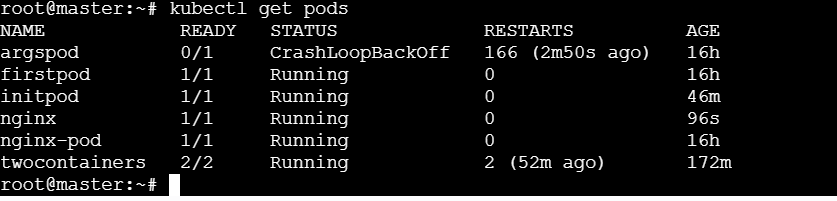 root@master:~# kubectl get pods
NAME READY STATUS RESTARTS AGE
argspod 0/1 CrashLoopBackOff 166 (2m50s ago) 16h
firstpod 1/1 Running 0 16h
initpod 1/1 Running 0 46m
nginx 1/1 Running 0 96s
nginx-pod 1/1 Running 0 16h
twocontainers 2/2 Running 2 (52m ago) 172m
root@master:~#